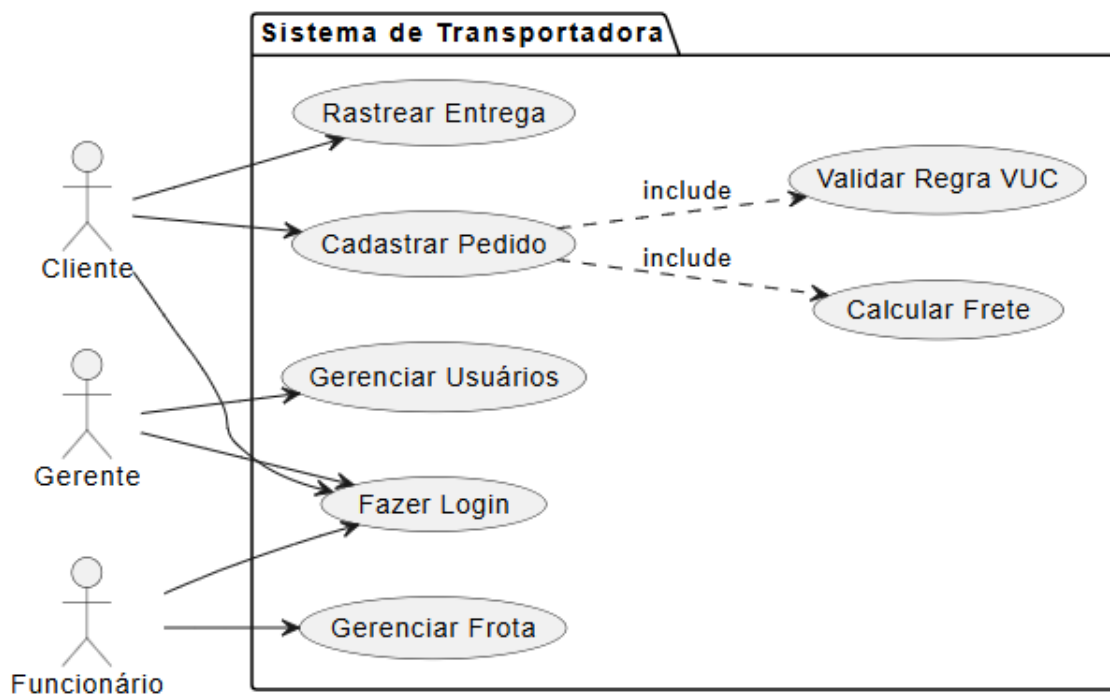 Sistema de Transportadora
Rastrear Entrega
Validar Regra VUC
include
Cadastrar Pedido
include
Cliente
Calcular Frete
Gerenciar Usuários
Gerente
Fazer Login
Gerenciar Frota
Funcionário